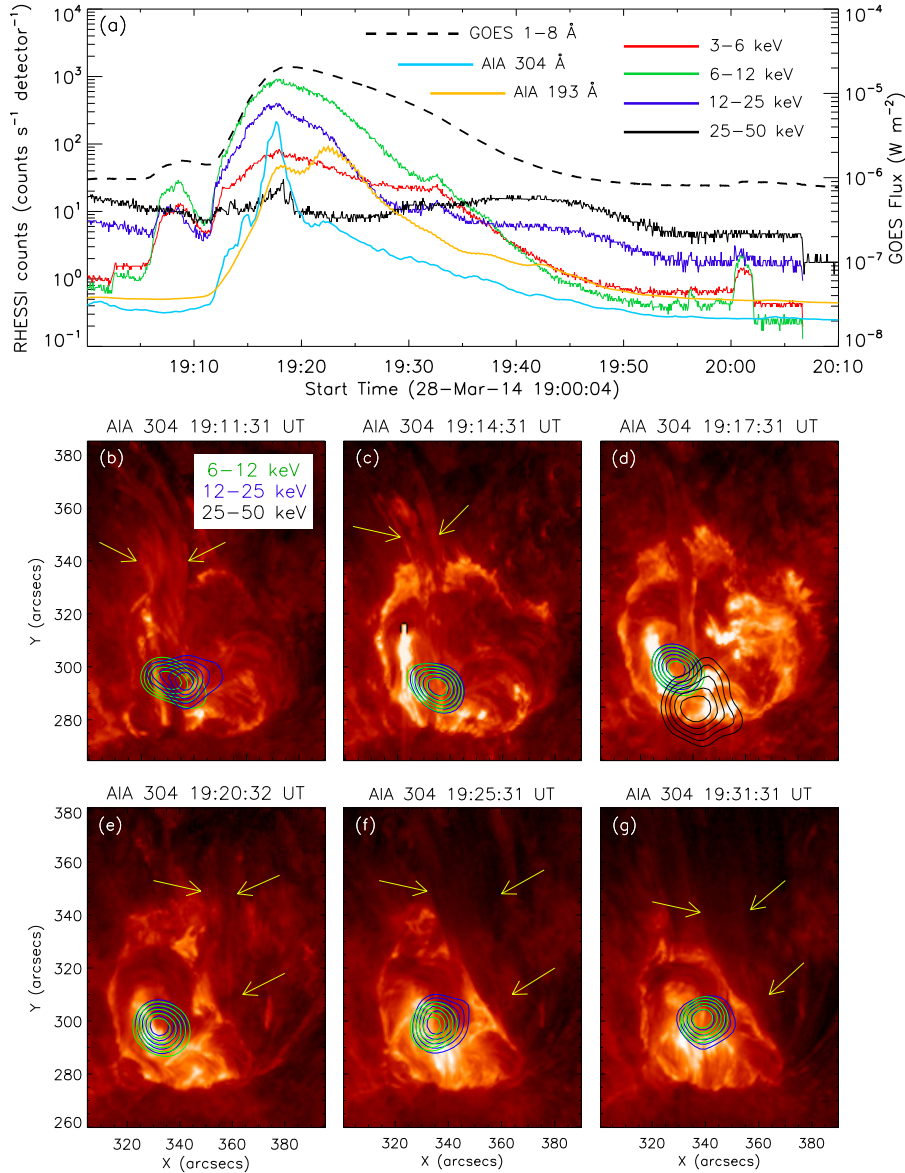 (a)
GOES 1−8 Å
AIA 304 Å
AIA 193 Å
3−6 keV
6−12 keV
12−25 keV
25−50 keV
RHESSI counts (counts s⁻¹ detector⁻¹)
10⁴
10³
10²
10¹
10⁰
10⁻¹
10⁻⁴
10⁻⁵
10⁻⁶
10⁻⁷
10⁻⁸
GOES Flux (W m⁻²)
19:10 19:20 19:30 19:40 19:50 20:00 20:10
Start Time (28−Mar−14 19:00:04)
AIA 304 19:11:31 UT
AIA 304 19:14:31 UT
AIA 304 19:17:31 UT
(b)
6−12 keV
12−25 keV
25−50 keV
(c)
(d)
Y (arcsecs)
380
360
340
320
300
280
AIA 304 19:20:32 UT
AIA 304 19:25:31 UT
AIA 304 19:31:31 UT
(e)
(f)
(g)
Y (arcsecs)
380
360
340
320
300
280
260
320 340 360 380
320 340 360 380
320 340 360 380
X (arcsecs)
X (arcsecs)
X (arcsecs)